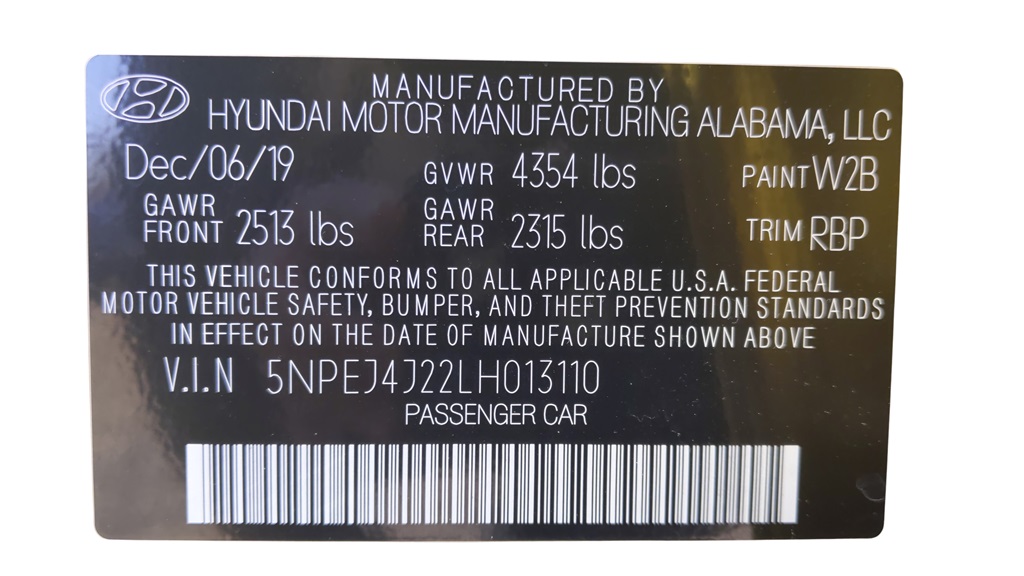 MANUFACTURED BY
HYUNDAI MOTOR MANUFACTURING ALABAMA, LLC
Dec/06/19 GVWR 4354 lbs PAINT W2B
GAWR FRONT 2513 lbs GAWR REAR 2315 lbs TRIM RBP
THIS VEHICLE CONFORMS TO ALL APPLICABLE U.S.A. FEDERAL
MOTOR VEHICLE SAFETY, BUMPER, AND THEFT PREVENTION STANDARDS
IN EFFECT ON THE DATE OF MANUFACTURE SHOWN ABOVE
V.I.N 5NPEJ4J22LH013110
PASSENGER CAR